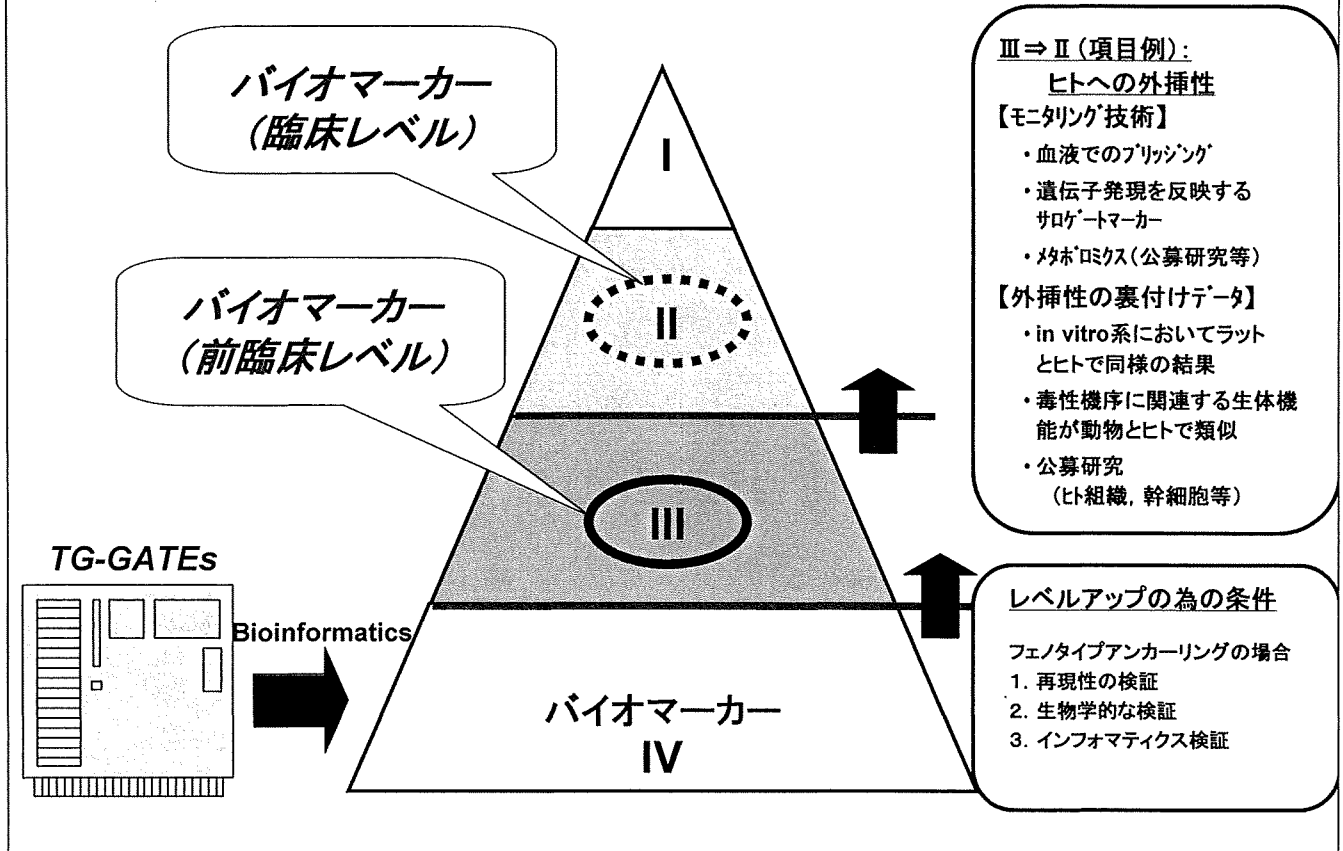 バイオマーカー
(臨床レベル)
バイオマーカー
(前臨床レベル)
TG-GATEs
Bioinformatics
I
II
III
バイオマーカー
IV
Ⅲ⇒Ⅱ(項目例):
ヒトへの外挿性
【モニタリング技術】
・血液でのブリッジング
・遺伝子発現を反映する
サロゲートマーカー
・メタボロミクス(公募研究等)
【外挿性の裏付けデータ】
・in vitro系においてラット
とヒトで同様の結果
・毒性機序に関連する生体機
能が動物とヒトで類似
・公募研究
(ヒト組織, 幹細胞等)
レベルアップの為の条件
フェノタイプアンカーリングの場合
1. 再現性の検証
2. 生物学的な検証
3. インフォマティクス検証